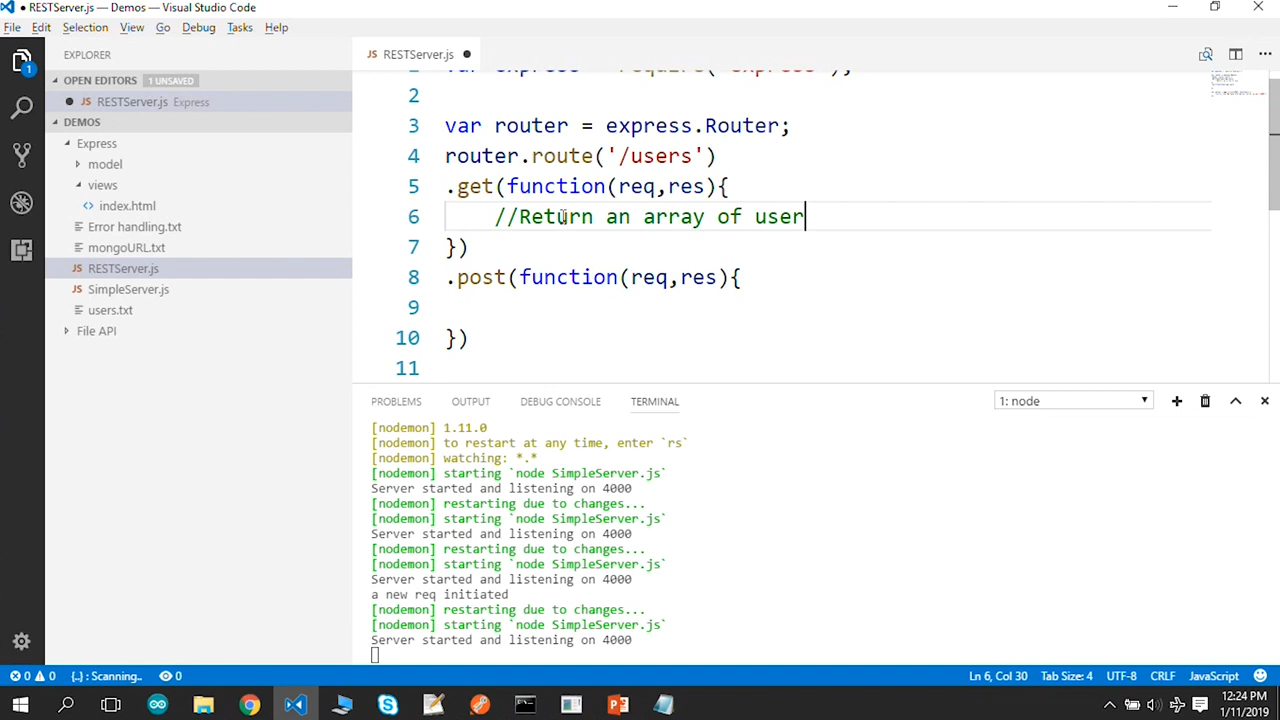 ● RESTServer.js — Demos — Visual Studio Code
File Edit Selection View Go Debug Tasks Help
EXPLORER
JS RESTServer.js ●
OPEN EDITORS 1 UNSAVED
● JS RESTServer.js Express
DEMOS
Express
model
views
<> index.html
Error handling.txt
mongoURL.txt
JS RESTServer.js
JS SimpleServer.js
users.txt
File API
1
2 var express = require('express');
2
3 var router = express.Router;
4 router.route('/users')
5 .get(function(req,res){
6 //Return an array of user
7 })
8 .post(function(req,res){
9
10 })
11
PROBLEMS OUTPUT DEBUG CONSOLE TERMINAL 1: node
[nodemon] 1.11.0
[nodemon] to restart at any time, enter `rs`
[nodemon] watching: *.*
[nodemon] starting `node SimpleServer.js`
Server started and listening on 4000
[nodemon] restarting due to changes...
[nodemon] starting `node SimpleServer.js`
Server started and listening on 4000
[nodemon] restarting due to changes...
[nodemon] starting `node SimpleServer.js`
Server started and listening on 4000
a new req initiated
[nodemon] restarting due to changes...
[nodemon] starting `node SimpleServer.js`
Server started and listening on 4000
0 0 {.} : Scanning.. 0 Ln 6, Col 30 Tab Size: 4 UTF-8 CRLF JavaScript
12:24 PM
1/11/2019